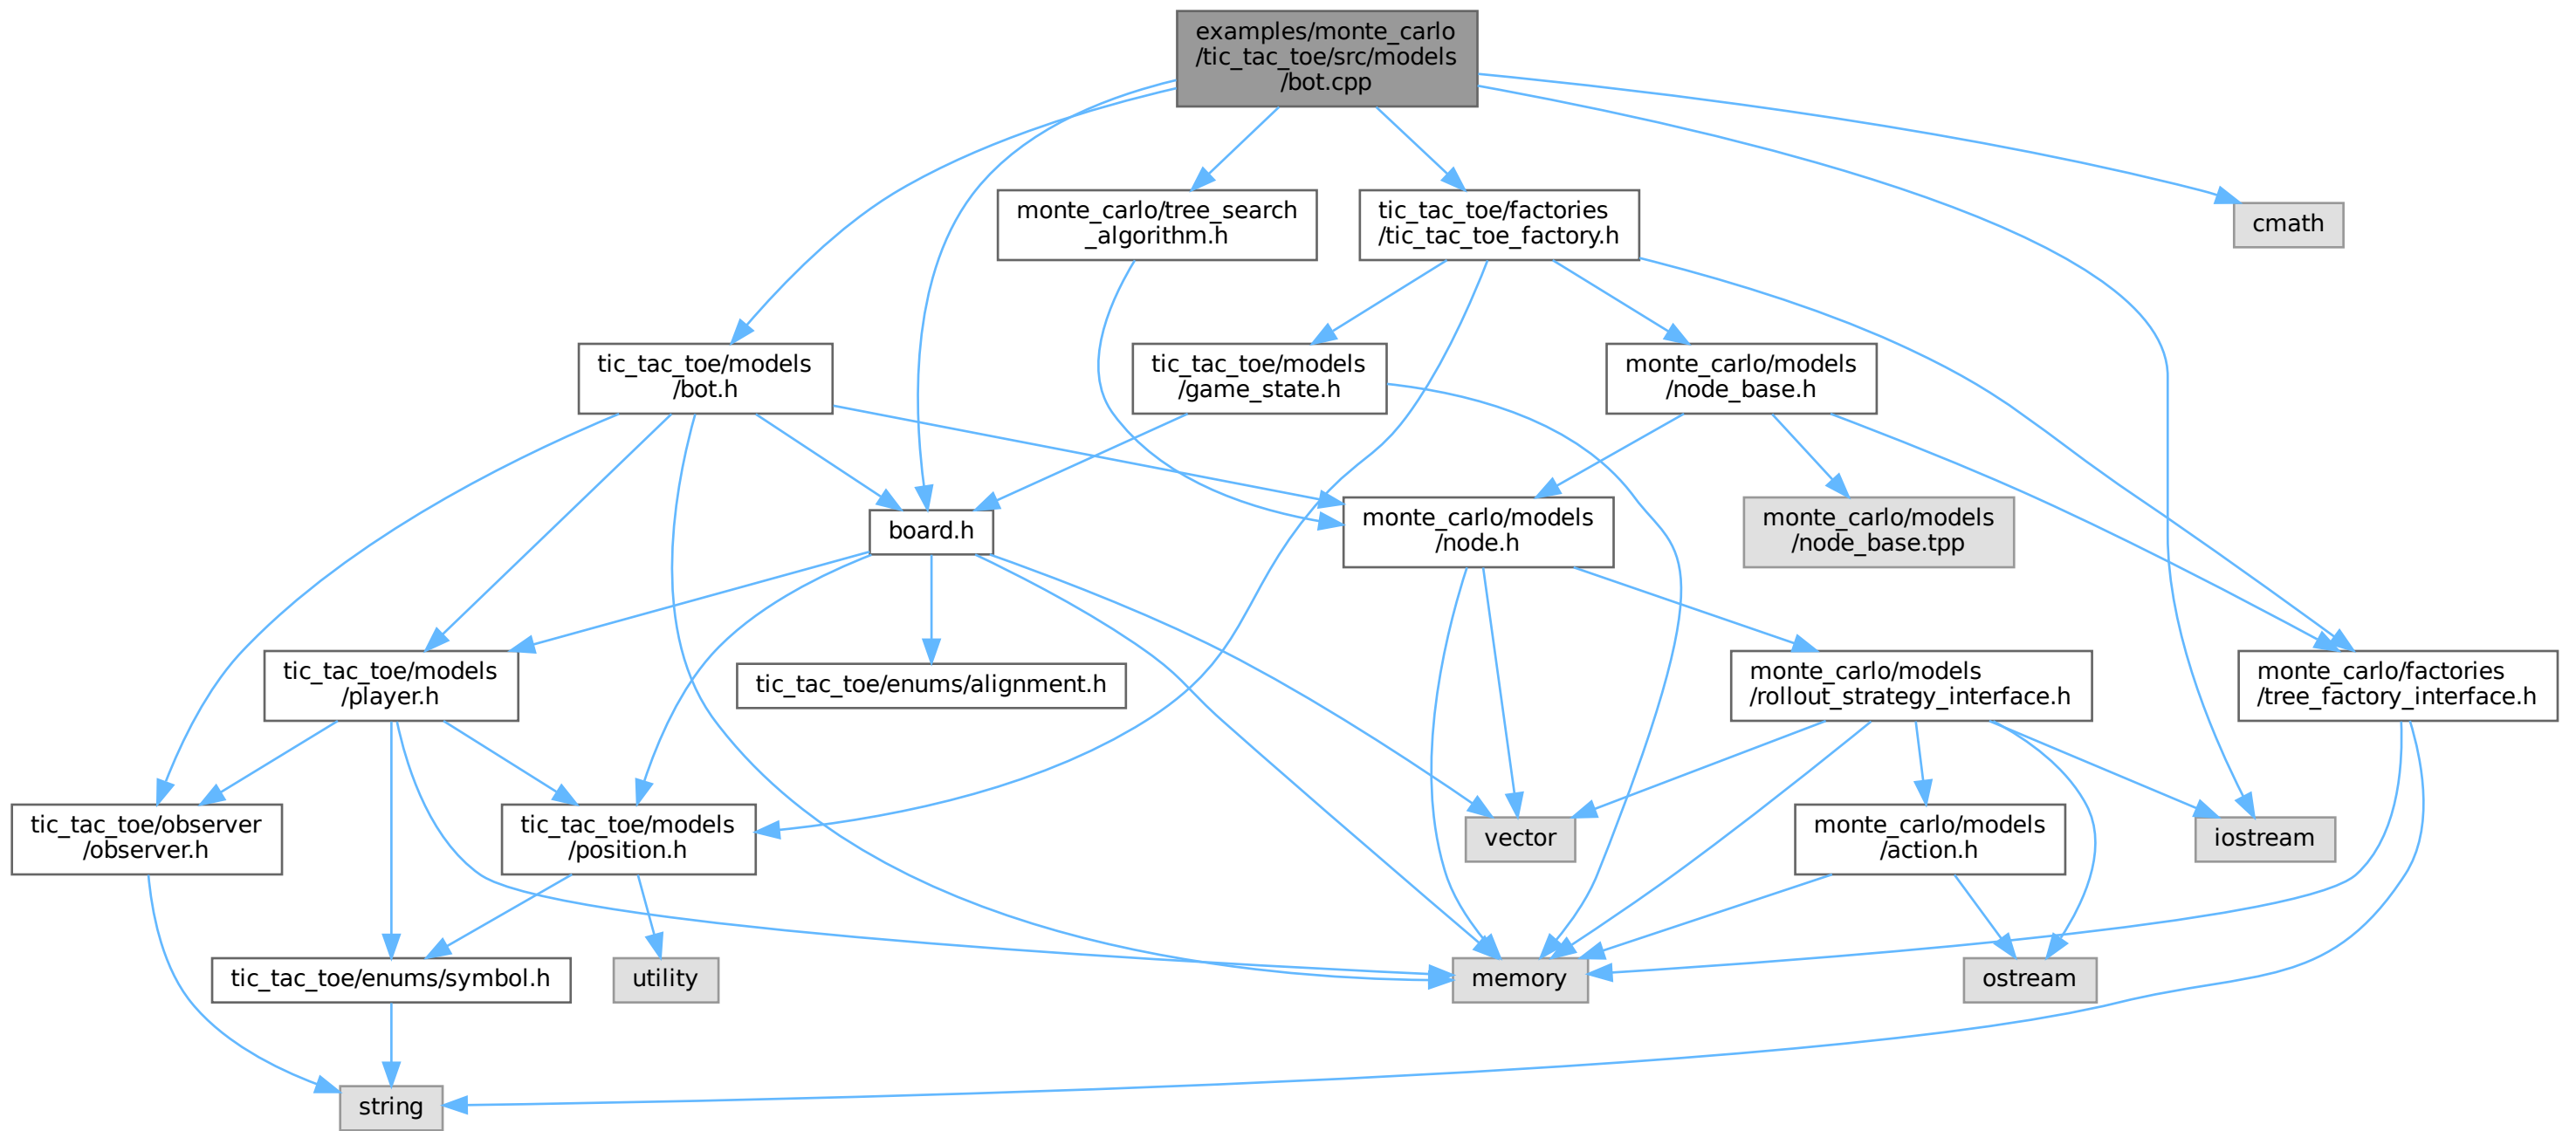 examples/monte_carlo
/tic_tac_toe/src/models
/bot.cpp
monte_carlo/tree_search
_algorithm.h
tic_tac_toe/factories
/tic_tac_toe_factory.h
cmath
tic_tac_toe/models
/bot.h
tic_tac_toe/models
/game_state.h
monte_carlo/models
/node_base.h
board.h
monte_carlo/models
/node.h
monte_carlo/models
/node_base.tpp
tic_tac_toe/models
/player.h
tic_tac_toe/enums/alignment.h
monte_carlo/models
/rollout_strategy_interface.h
monte_carlo/factories
/tree_factory_interface.h
tic_tac_toe/observer
/observer.h
tic_tac_toe/models
/position.h
vector
monte_carlo/models
/action.h
iostream
tic_tac_toe/enums/symbol.h
utility
memory
ostream
string